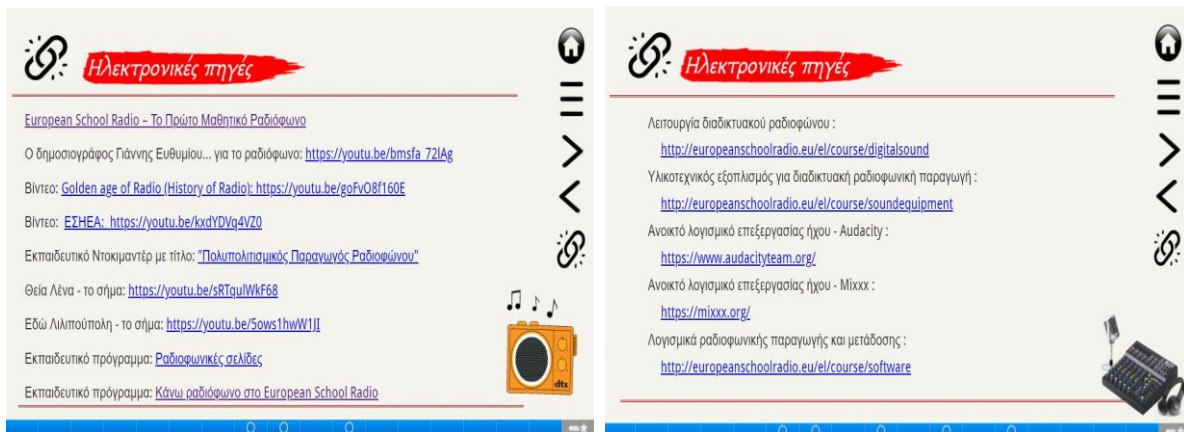 Ηλεκτρονικές πηγές
European School Radio – Το Πρώτο Μαθητικό Ραδιόφωνο
Ο δημοσιογράφος Γιάννης Ευθυμίου... για το ραδιόφωνο: https://youtu.be/bmsfa_72lAg
Βίντεο: Golden age of Radio (History of Radio): https://youtu.be/goFvO8f160E
Βίντεο: ΕΣΗΕΑ: https://youtu.be/kxdYDVq4VZ0
Εκπαιδευτικό Ντοκιμαντέρ με τίτλο: "Πολυπολιτισμικός Παραγωγός Ραδιοφώνου"
Θεία Λένα - το σήμα: https://youtu.be/sRTqulWkF68
Εδώ Λιλιπούπολη - το σήμα: https://youtu.be/5ows1hwW1JI
Εκπαιδευτικό πρόγραμμα: Ραδιοφωνικές σελίδες
Εκπαιδευτικό πρόγραμμα: Κάνω ραδιόφωνο στο European School Radio
dts
Ηλεκτρονικές πηγές
Λειτουργία διαδικτυακού ραδιοφώνου :
http://europeanschoolradio.eu/el/course/digitalsound
Υλικοτεχνικός εξοπλισμός για διαδικτυακή ραδιοφωνική παραγωγή :
http://europeanschoolradio.eu/el/course/soundequipment
Ανοικτό λογισμικό επεξεργασίας ήχου - Audacity :
https://www.audacityteam.org/
Ανοικτό λογισμικό επεξεργασίας ήχου - Mixxx :
https://mixxx.org/
Λογισμικά ραδιοφωνικής παραγωγής και μετάδοσης :
http://europeanschoolradio.eu/el/course/software